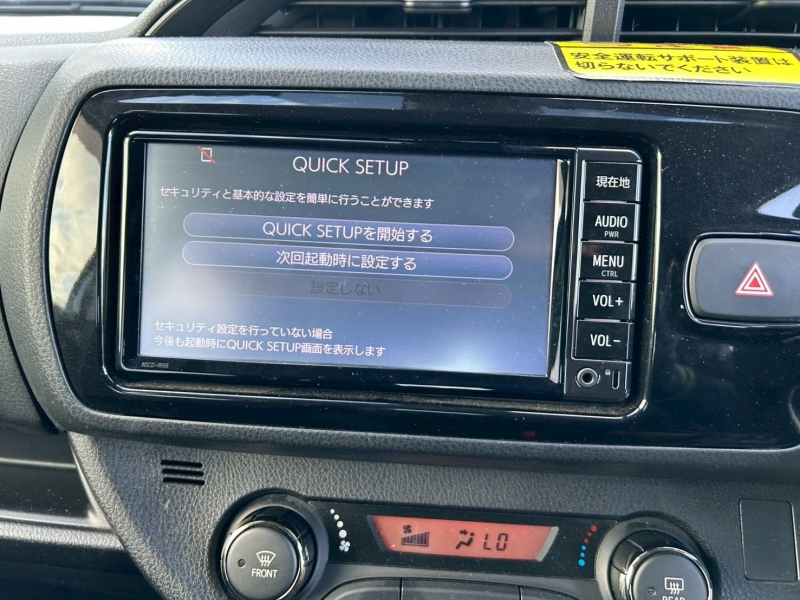 安全運転サポート装置は
切らないでください
QUICK SETUP
セキュリティと基本的な設定を簡単に行うことができます
QUICK SETUPを開始する
次回起動時に設定する
設定しない
セキュリティ設定を行っていない場合
今後も起動時にQUICK SETUP画面を表示します
現在地
AUDIO
PWR
MENU
CTRL
VOL+
VOL-
FRONT
LO
REAR